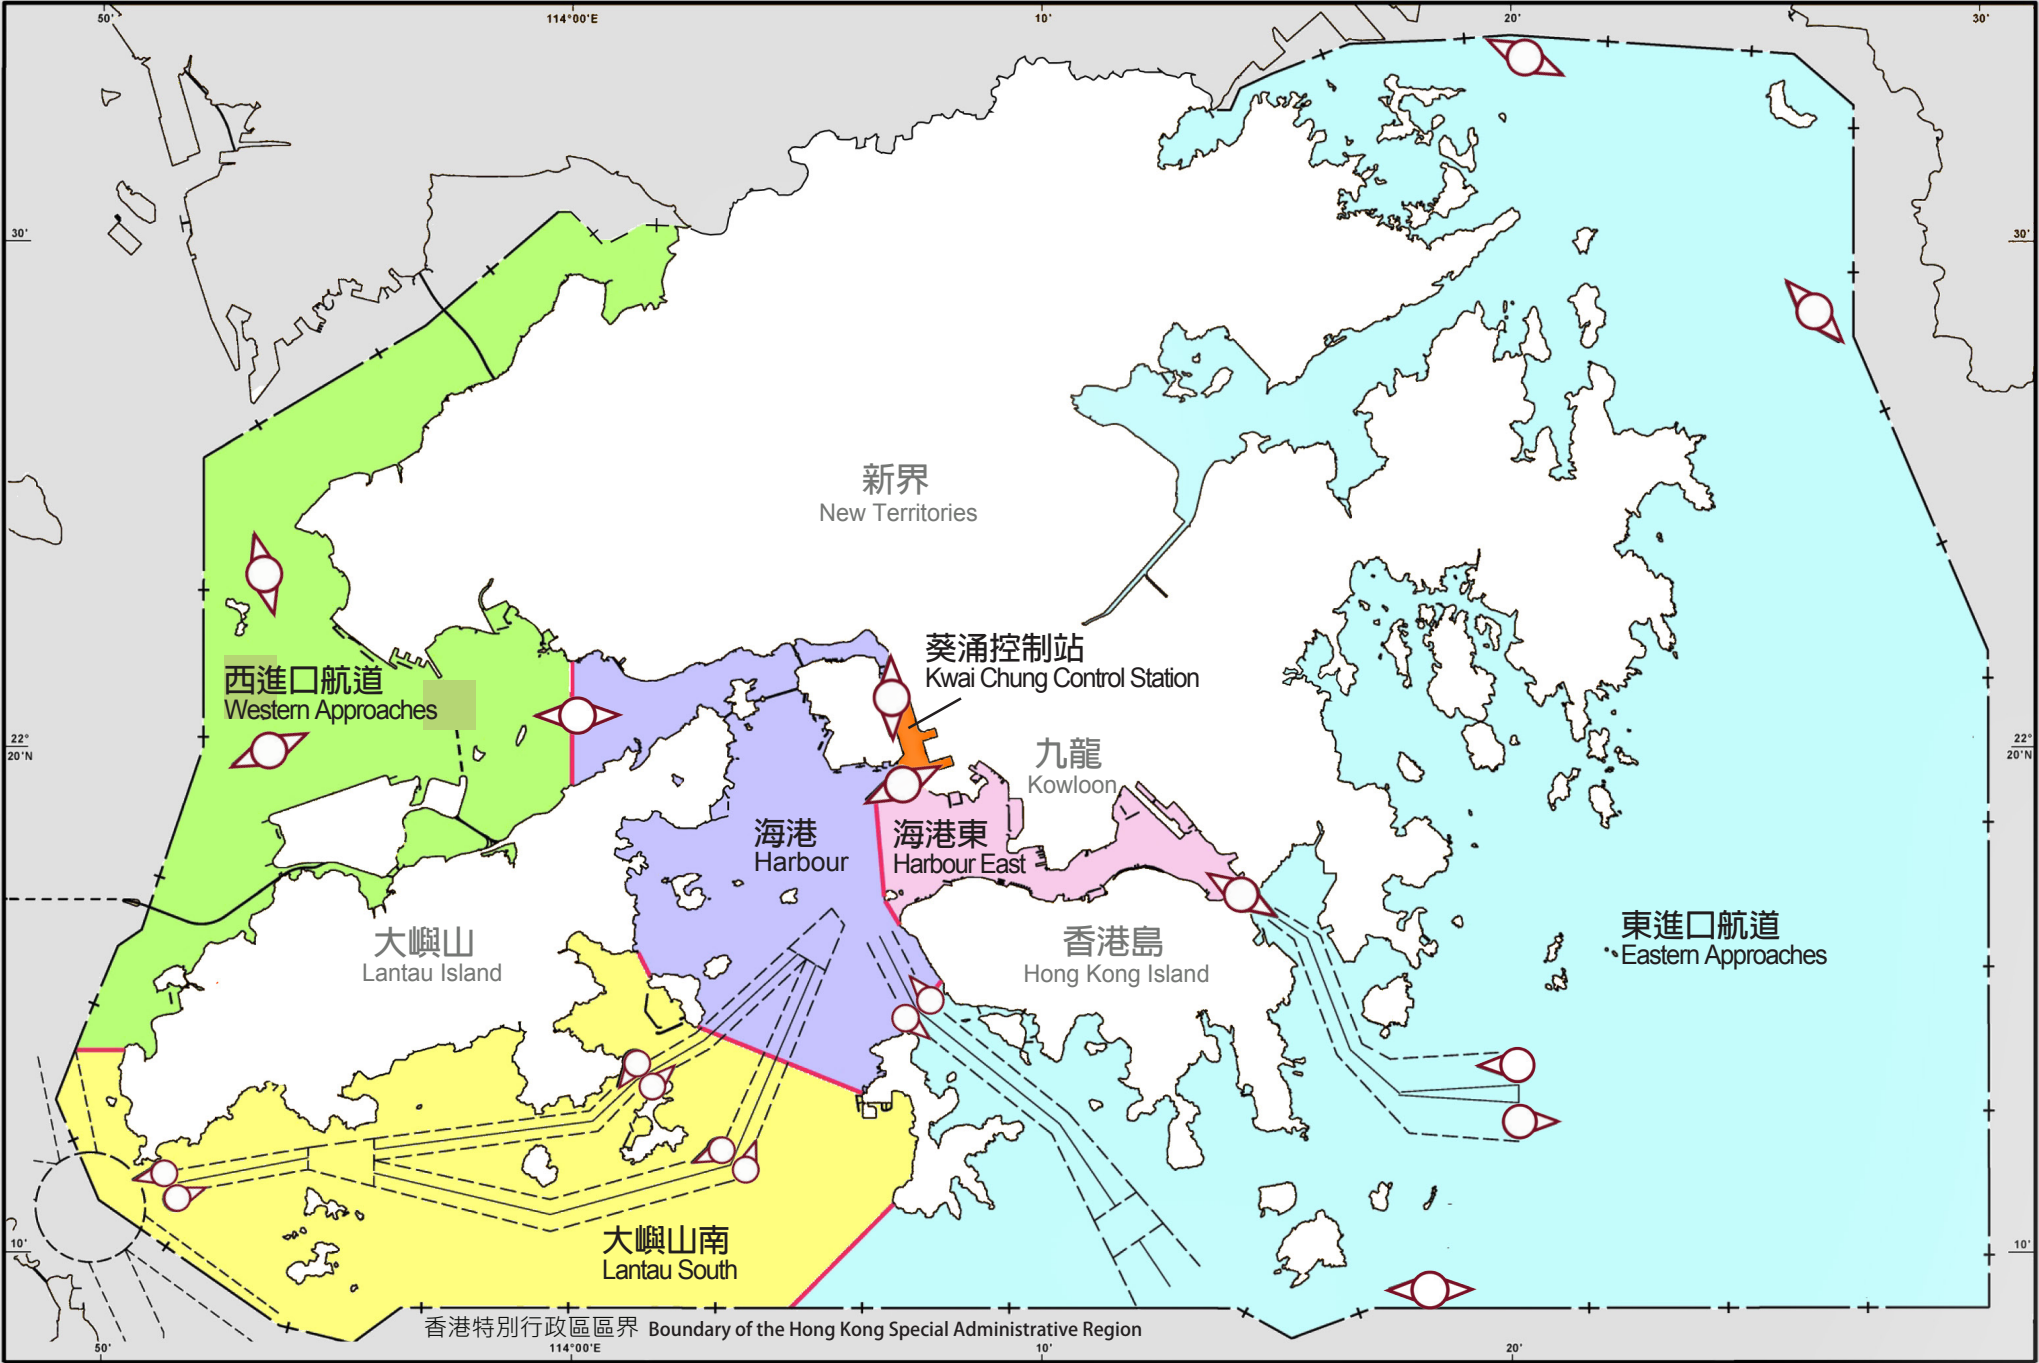 50'
114°00'E
10'
20'
30'
30'
30'
新界
New Territories
葵涌控制站
Kwai Chung Control Station
西進口航道
Western Approaches
22°
20'N
22°
20'N
九龍
Kowloon
海港
Harbour
海港東
Harbour East
大嶼山
Lantau Island
香港島
Hong Kong Island
東進口航道
Eastern Approaches
大嶼山南
Lantau South
10'
10'
香港特別行政區區界 Boundary of the Hong Kong Special Administrative Region
50'
114°00'E
10'
20'